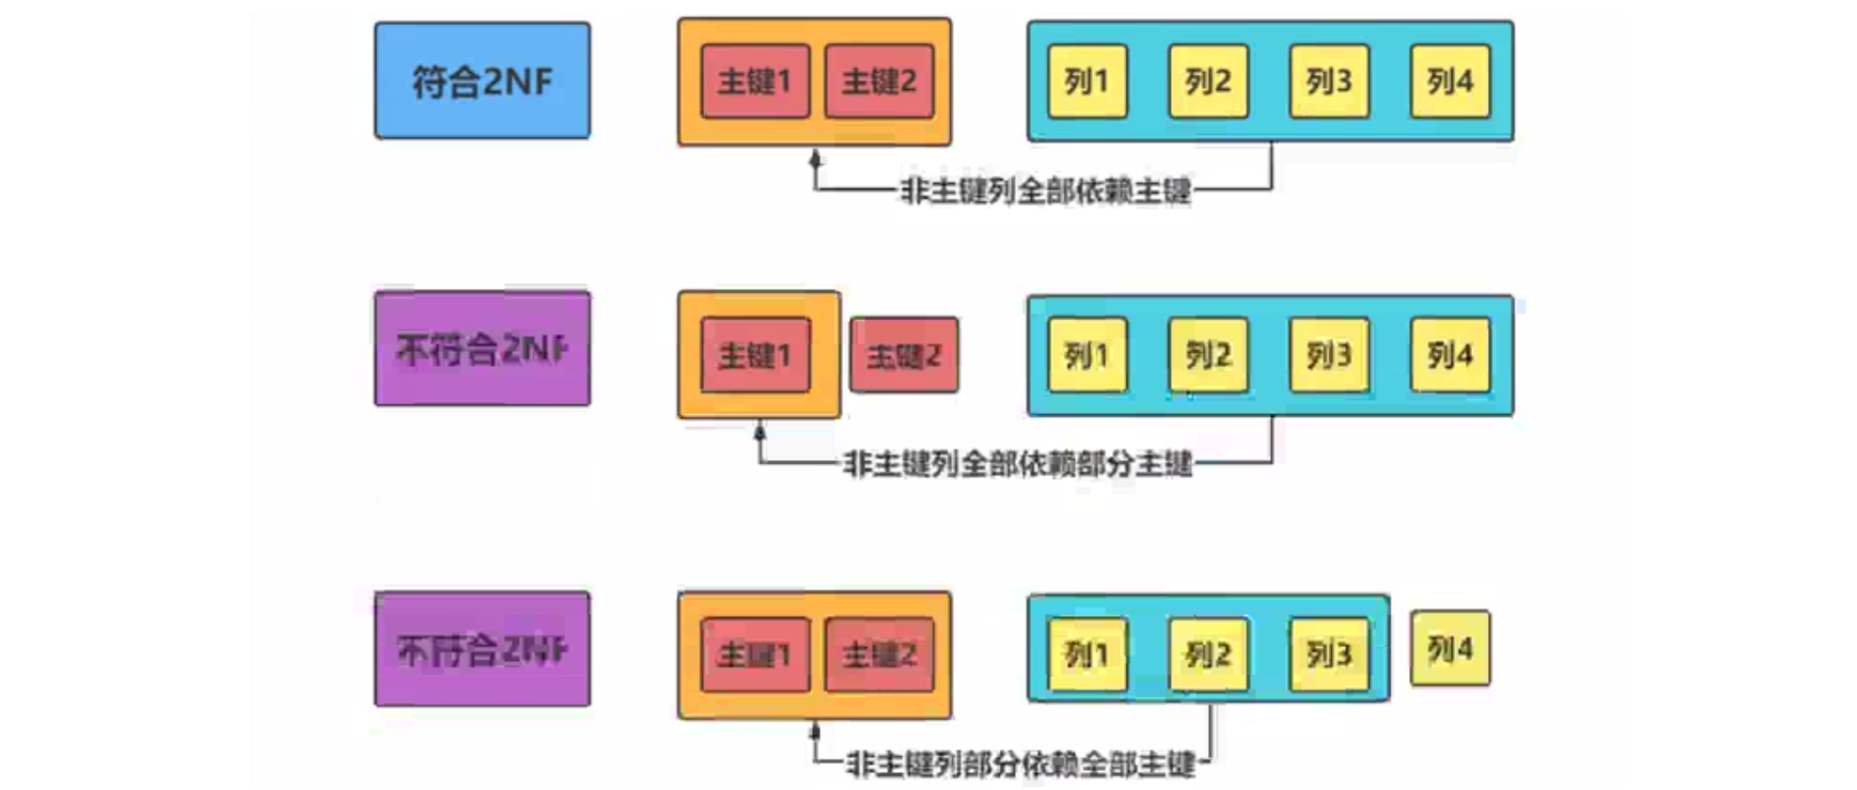 符合2NF
主键1
主键2
列1
列2
列3
列4
非主键列全部依赖主键
不符合2NF
主键1
主键2
列1
列2
列3
列4
非主键列全部依赖部分主键
不符合2NF
主键1
主键2
列1
列2
列3
列4
非主键列部分依赖全部主键